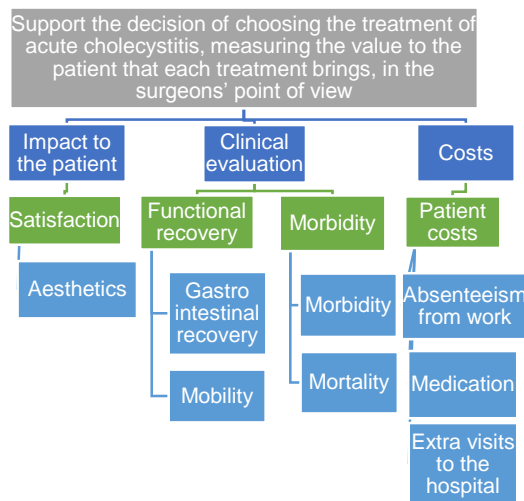 Support the decision of choosing the treatment of
acute cholecystitis, measuring the value to the
patient that each treatment brings, in the
surgeons' point of view
Impact to
the patient
Clinical
evaluation
Costs
Satisfaction
Functional
recovery
Morbidity
Patient
costs
Aesthetics
Gastro
intestinal
recovery
Mobility
Morbidity
Mortality
Absenteeism
from work
Medication
Extra visits
to the
hospital